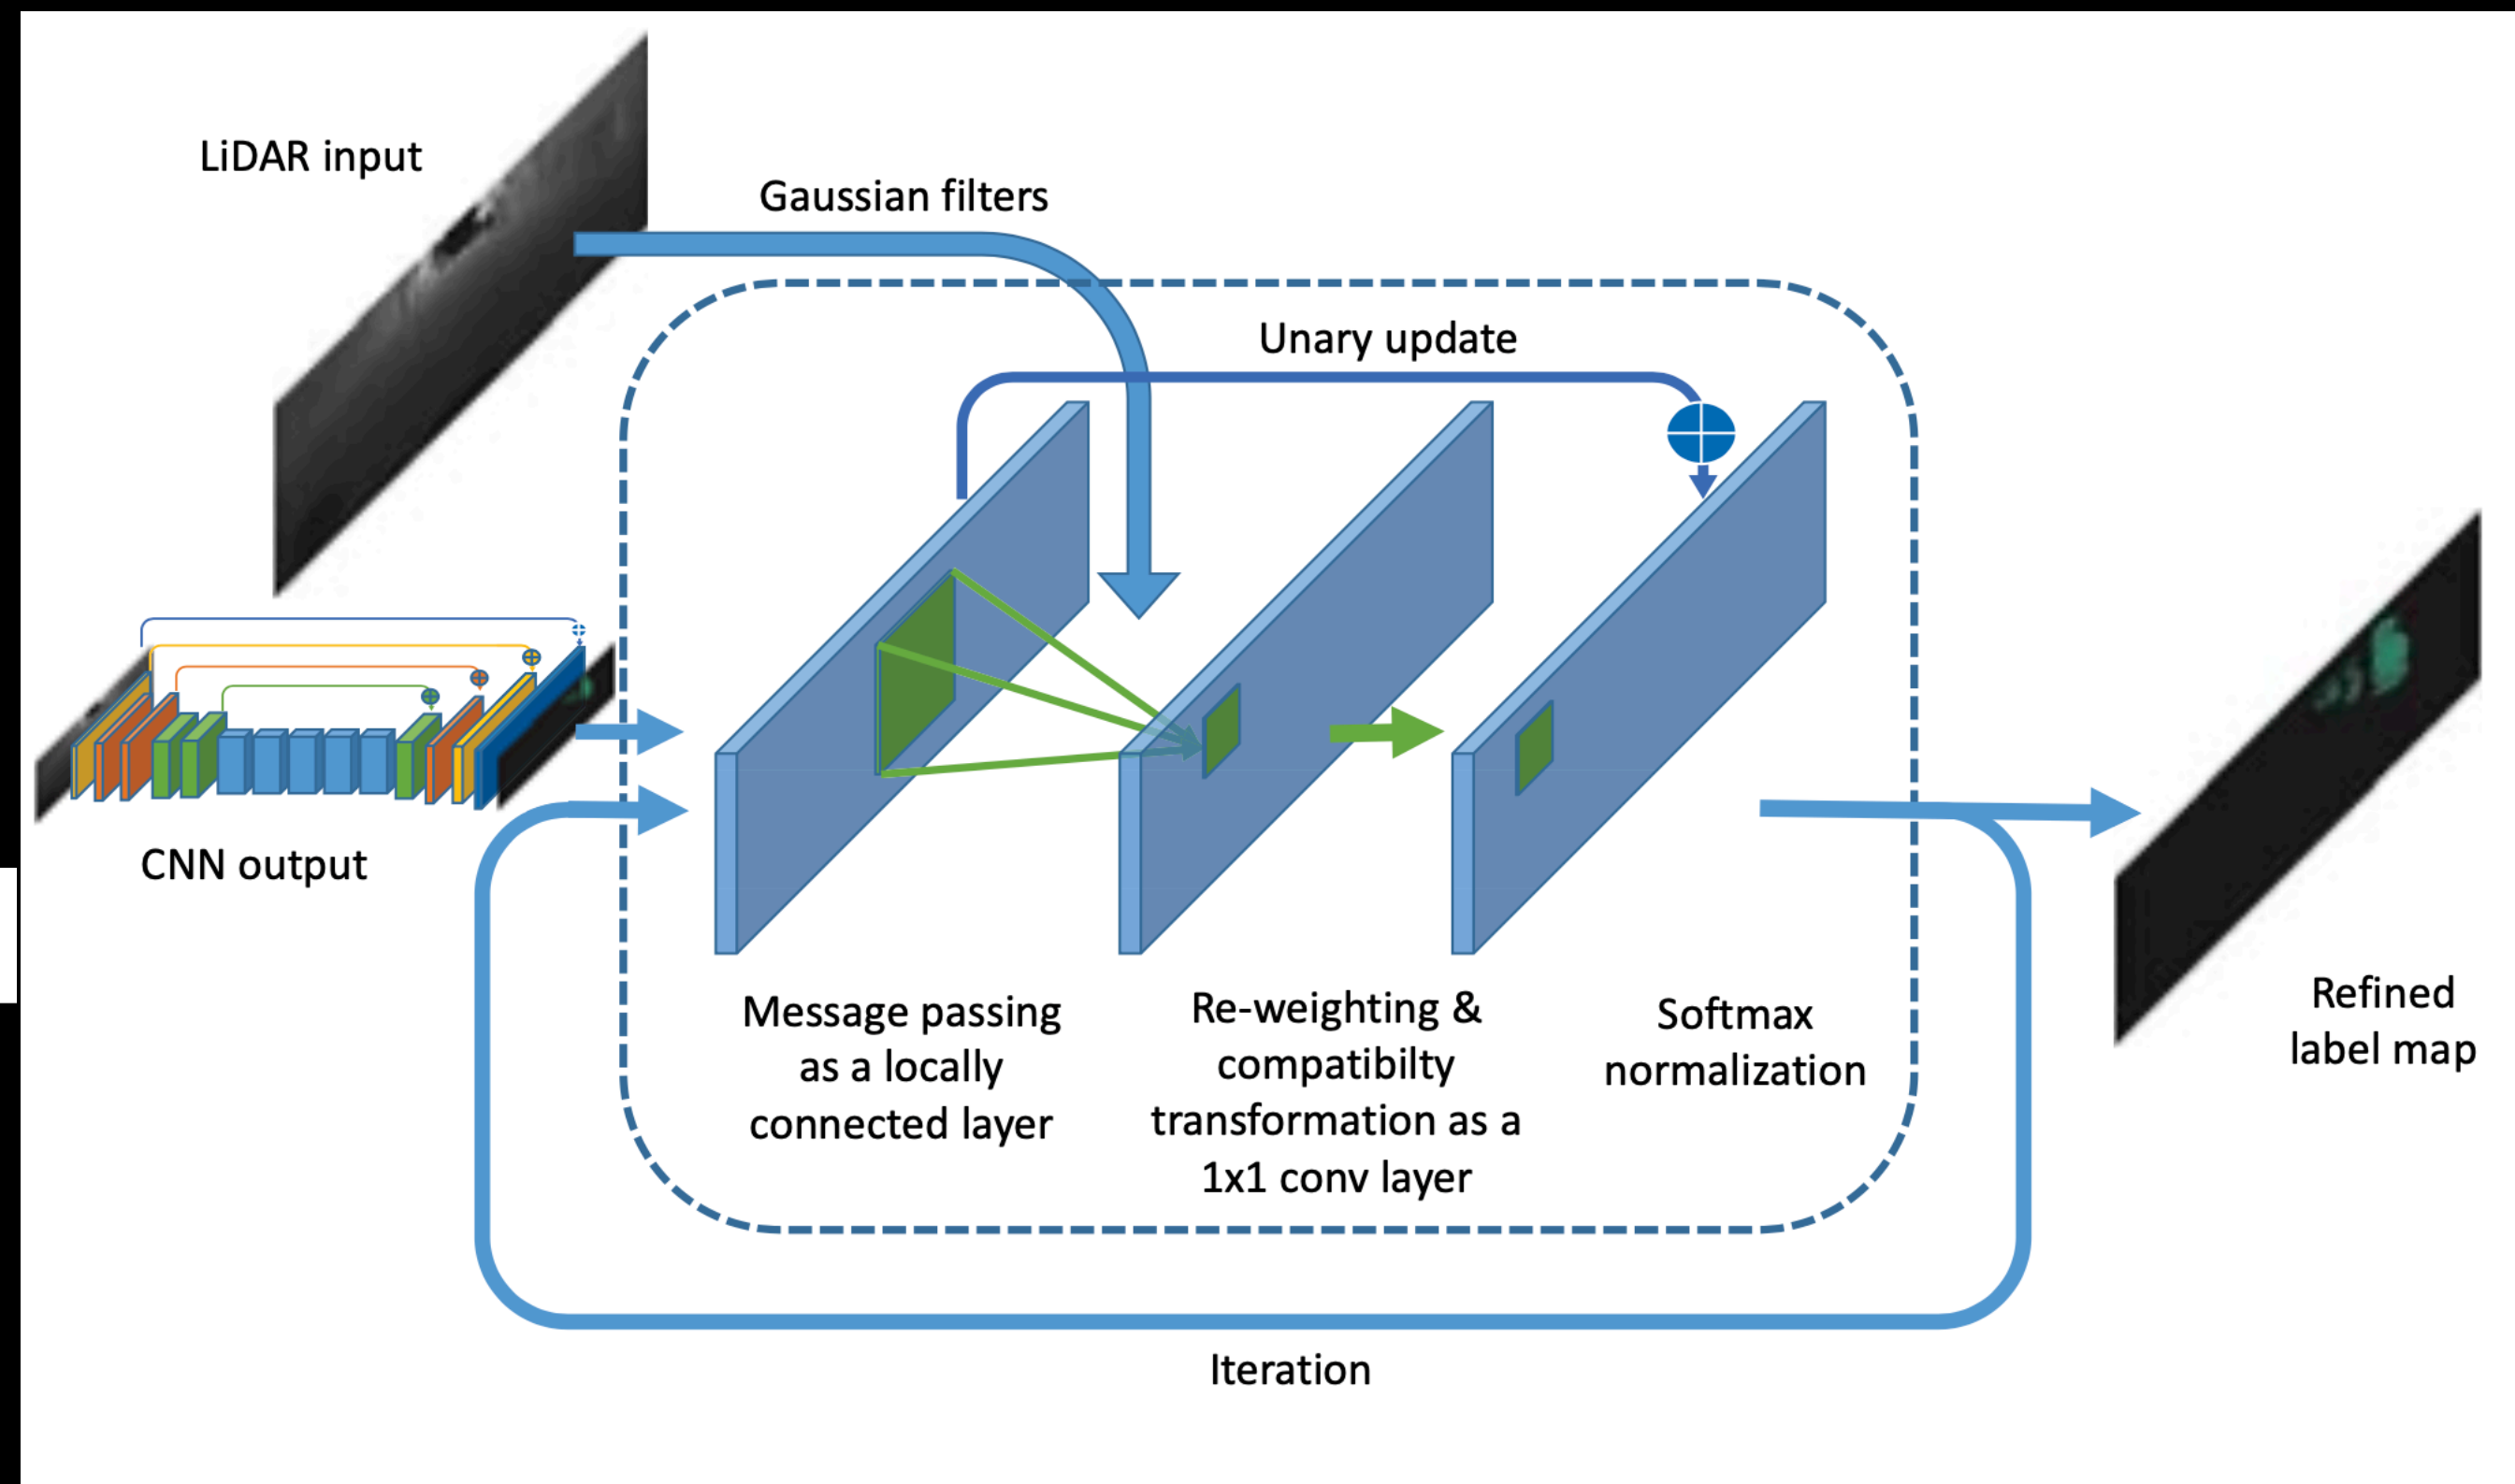 LiDAR input
Gaussian filters
Unary update
CNN output
Message passing
as a locally
connected layer
Re-weighting &
compatibilty
transformation as a
1x1 conv layer
Softmax
normalization
Refined
label map
Iteration